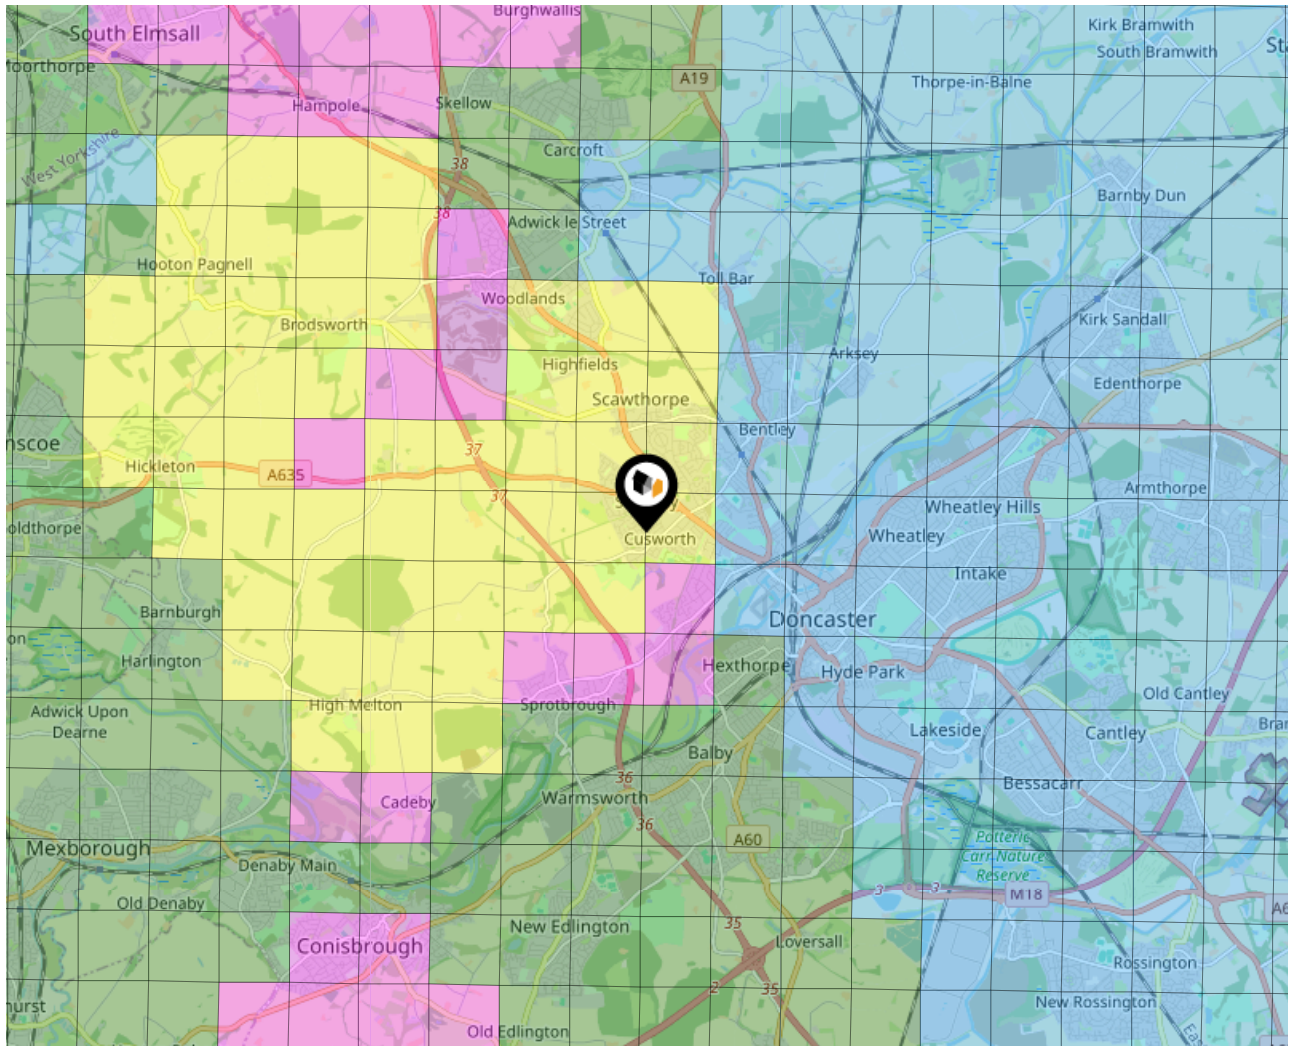 Burghwallis
South Elmsall
Kirk Bramwith
South Bramwith
Thorpe-in-Balne
A19
Hampole
Skellow
Carcroft
West Yorkshire
38
38
Barnby Dun
Adwick le Street
Hooton Pagnell
Toll Bar
Woodlands
Brodsworth
Kirk Sandall
Arksey
Highfields
Edenthorpe
Scawthorpe
Bentley
37
Hickleton
A635
37
Armthorpe
Wheatley Hills
Cusworth
Wheatley
Intake
Barnburgh
Doncaster
Harlington
Hexthorpe
Hyde Park
High Melton
Sprotbrough
Old Cantley
Adwick Upon
Dearne
Lakeside
Cantley
Balby
36
Bessacarr
Cadeby
Warmsworth
36
A60
Potteric
Carr Nature
Reserve
Mexborough
Denaby Main
3
3
M18
Old Denaby
35
New Edlington
Conisbrough
Loversall
Rossington
2
35
New Rossington
Old Edlington